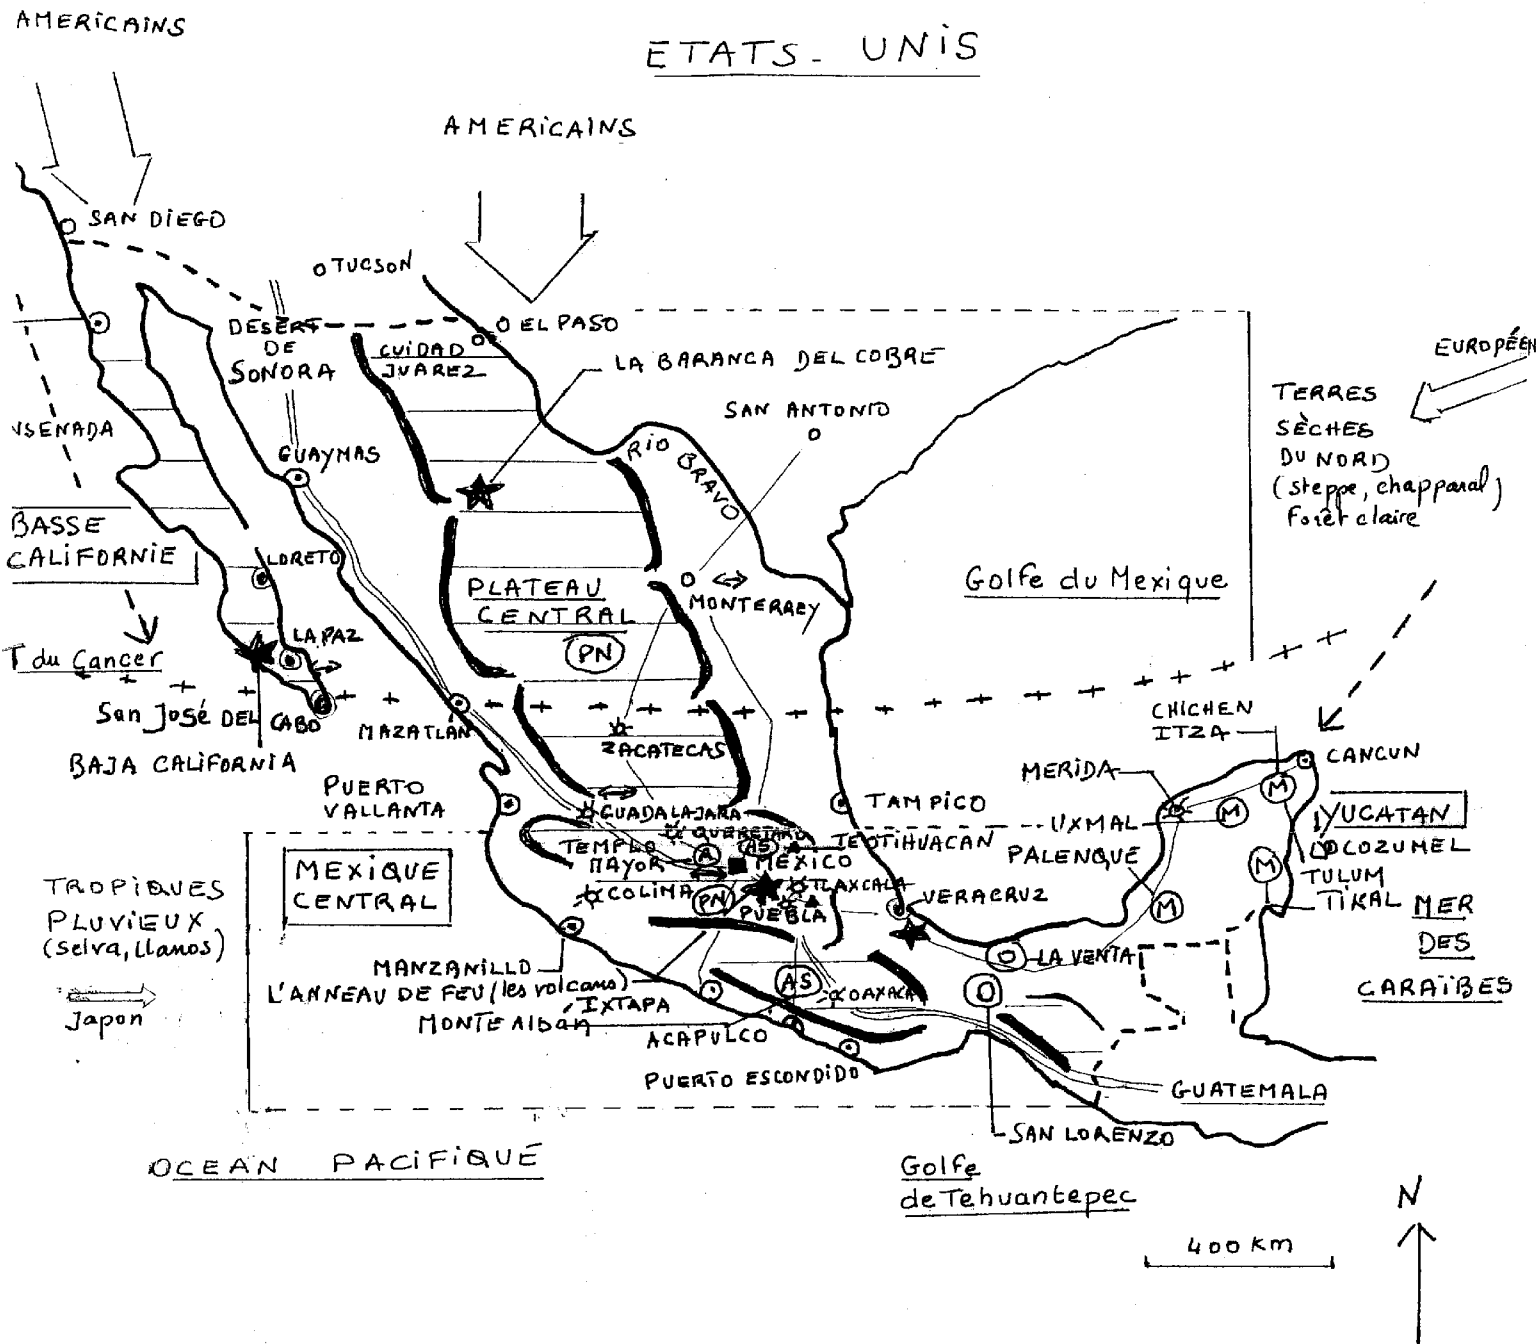 AMERICAINS
ETATS - UNIS
AMERICAINS
SAN DIEGO
TUCSON
EL PASO
DESERT
DE
SONORA
CUIDAD
JUAREZ
LA BARANCA DEL COBRE
EUROPÉEN
TERRES
SÈCHES
DU NORD
(steppe, chapparal)
Forêt claire
SAN ANTONIO
NSENADA
GUAYMAS
RIO BRAVO
BASSE
CALIFORNIE
LORETO
PLATEAU
CENTRAL
PN
MONTERREY
Golfe du Mexique
LA PAZ
T du Cancer
San José DEL CABO
MAZATLAN
BAJA CALIFORNIA
ZACATECAS
CHICHEN
ITZA
CANCUN
MERIDA
PUERTO
VALLANTA
GUADALAJARA
TAMPICO
M
UXMAL
M
YUCATAN
QUERETARO
TEOTIHUACAN
TEMPLO
MAYOR
A
AS
MEXICO
PALENQUE
M
COZUMEL
TULUM
TIKAL
MEXIQUE
CENTRAL
TROPIQUES
PLUVIEUX
(selva, LLanos)
COLIMA
PN
TLAXCALA
PUEBLA
VERACRUZ
M
MER
DES
CARAÏBES
MANZANILLO
L'ANNEAU DE FEU (les volcans)
IXTAPA
MONTE ALBAN
AS
OAXACA
O
LA VENTA
O
Japon
ACAPULCO
PUERTO ESCONDIDO
GUATEMALA
SAN LORENZO
OCEAN PACIFIQUE
Golfe
de Tehuantepec
N
400 Km